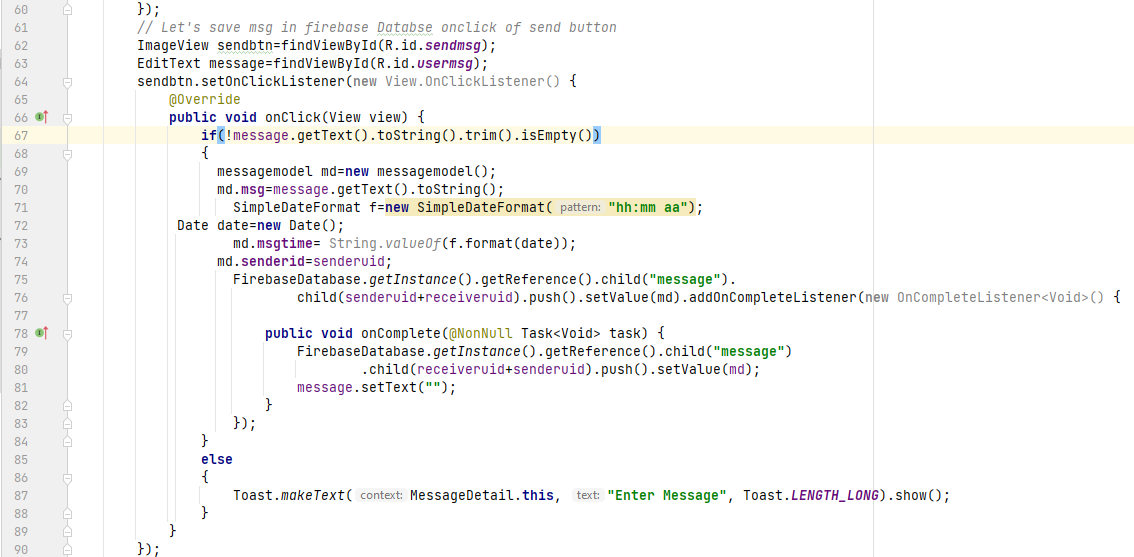 60 });
61 // Let's save msg in firebase Databse onclick of send button
62 ImageView sendbtn=findViewById(R.id.sendmsg);
63 EditText message=findViewById(R.id.usermsg);
64 sendbtn.setOnClickListener(new View.OnClickListener() {
65 @Override
66 public void onClick(View view) {
67 if(!message.getText().toString().trim().isEmpty())
68 {
69 messagemodel md=new messagemodel();
70 md.msg=message.getText().toString();
71 SimpleDateFormat f=new SimpleDateFormat( pattern: "hh:mm aa");
72 Date date=new Date();
73 md.msgtime= String.valueOf(f.format(date));
74 md.senderid=senderuid;
75 FirebaseDatabase.getInstance().getReference().child("message").
76 child(senderuid+receiveruid).push().setValue(md).addOnCompleteListener(new OnCompleteListener<Void>() {
77
78 public void onComplete(@NonNull Task<Void> task) {
79 FirebaseDatabase.getInstance().getReference().child("message")
80 .child(receiveruid+senderuid).push().setValue(md);
81 message.setText("");
82 }
83 });
84 }
85 else
86 {
87 Toast.makeText( context: MessageDetail.this, text: "Enter Message", Toast.LENGTH_LONG).show();
88 }
89 }
90 });